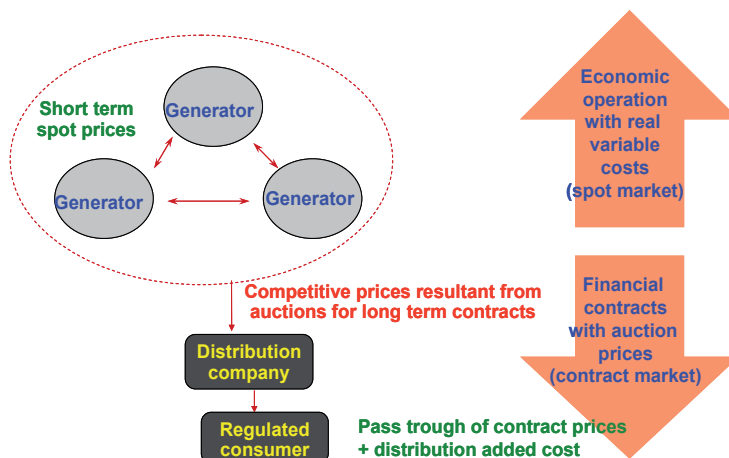 Short term
spot prices
Generator
Generator
Generator
Economic
operation
with real
variable
costs
(spot market)
Competitive prices resultant from
auctions for long term contracts
Distribution
company
Regulated
consumer
Pass trough of contract prices
+ distribution added cost
Financial
contracts
with auction
prices
(contract market)